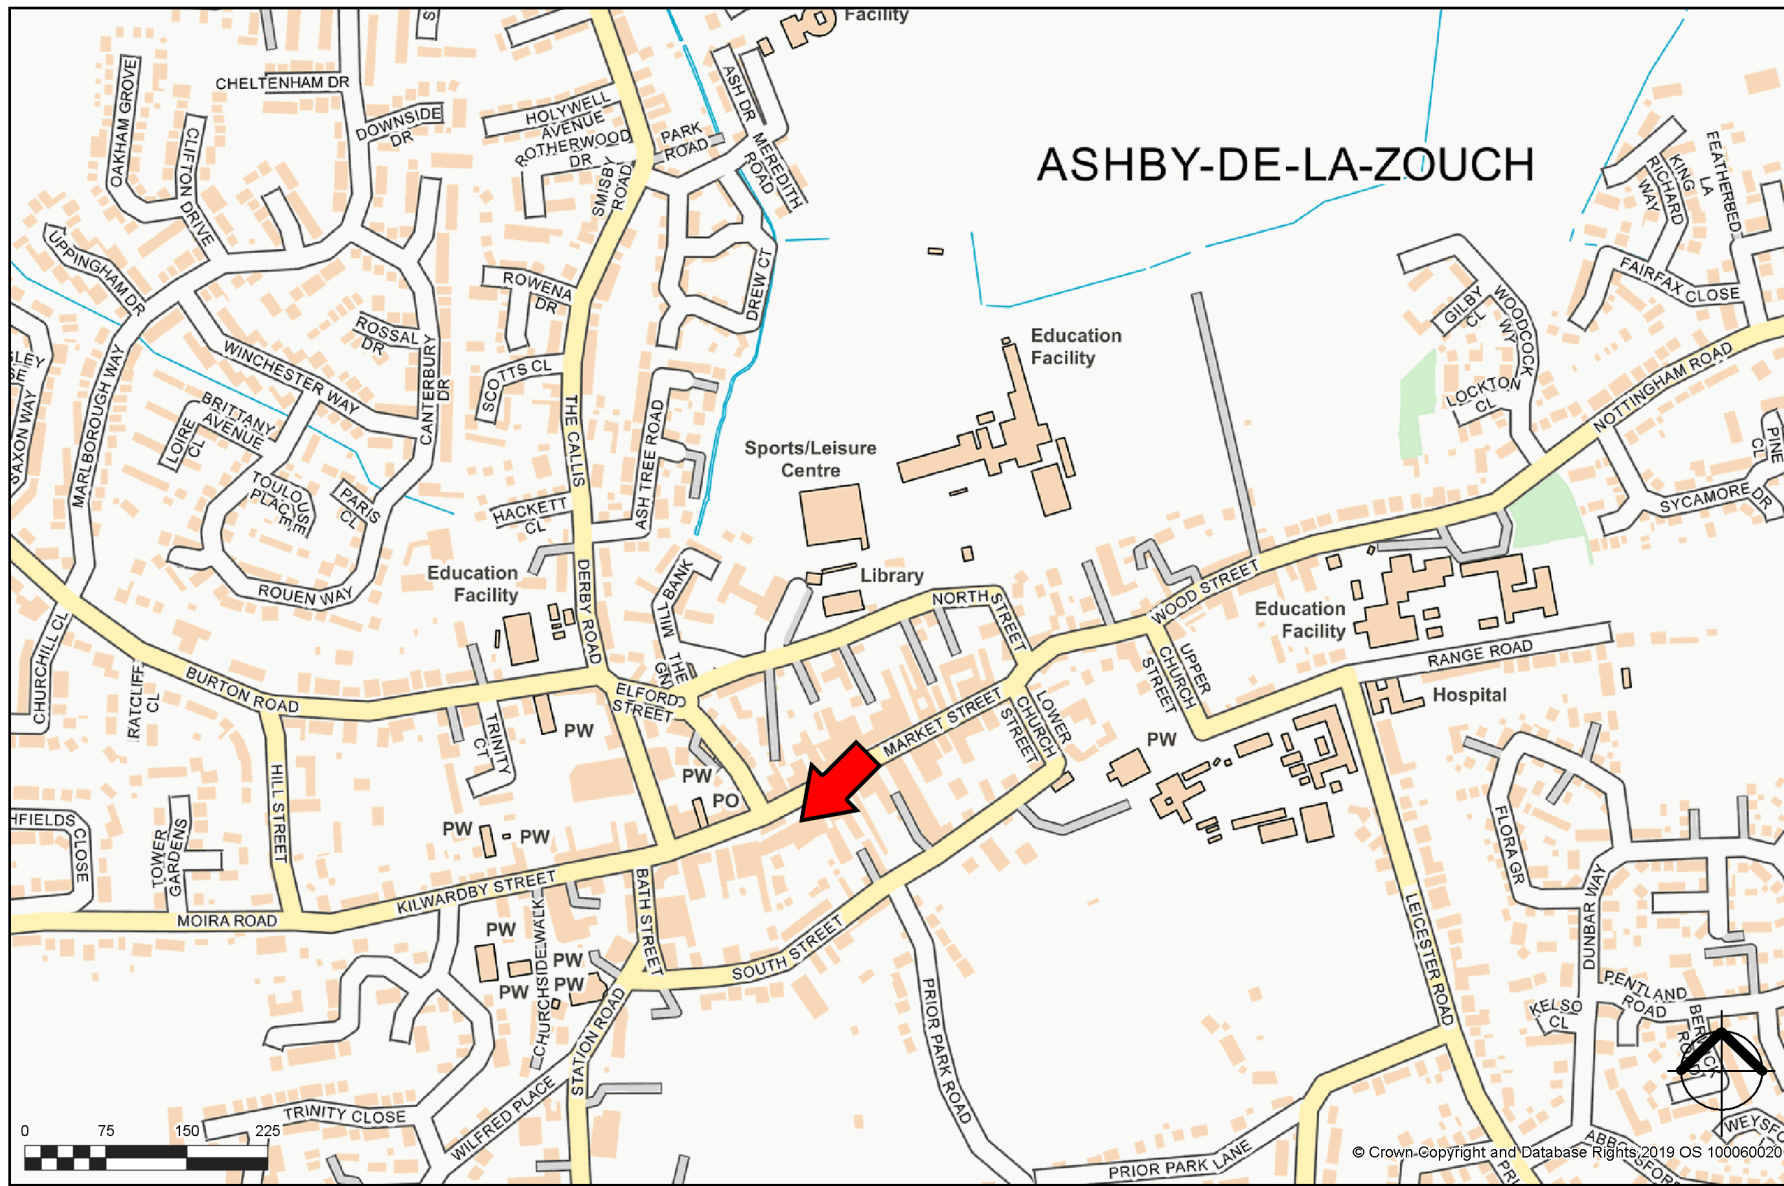 Facility
ASH DR
OAKHAM GROVE
CHELTENHAM DR
HOLYWELL
AVENUE
DOWNSIDE
DR
CLIFTON DRIVE
ROTHERWOOD
DR
PARK
ROAD
MEREDITH
ROAD
SMISBY
ROAD
ASHBY-DE-LA-ZOUCH
KING
RICHARD
WAY
FEATHERBED
LA
UPPINGHAM DR
ROWENA
DR
DREW CT
FAIRFAX CLOSE
GILBY
CL
WOODCOCK
WY
ROSSAL
DR
WINCHESTER WAY
CANTERBURY
DR
MARLBOROUGH WAY
SCOTTS CL
Education
Facility
SAXON WAY
BRITTANY
AVENUE
LOIRE
CL
THE CALLIS
ASH TREE ROAD
LOCKTON
CL
NOTTINGHAM ROAD
Sports/Leisure
Centre
PINE
CL
TOULOUSE
PLACE
PARIS
CL
HACKETT
CL
SYCAMORE DR
ROUEN WAY
Education
Facility
DERBY ROAD
MILL BANK
Library
NORTH STREET
WOOD STREET
Education
Facility
CHURCHILL CL
RATCLIFF
CL
BURTON ROAD
THE
GN
ELFORD
STREET
UPPER
CHURCH
STREET
RANGE ROAD
Hospital
TRINITY
CT
PW
MARKET STREET
LOWER
CHURCH
STREET
PW
PW
PO
HILL STREET
HFIELDS CLOSE
TOWER
GARDENS
PW
PW
FLORA GR
KILWARDBY STREET
BATH STREET
MOIRA ROAD
CHURCHSIDE WALK
PW
PW
PW
PW
SOUTH STREET
LEICESTER ROAD
DUNBAR WAY
PENTLAND
ROAD
KELSO
CL
BERWICK
ROAD
STATION ROAD
PRIOR PARK ROAD
WILFRED PLACE
TRINITY CLOSE
0 75 150 225
PRIOR PARK LANE
© Crown Copyright and Database Rights 2019 OS 100060020